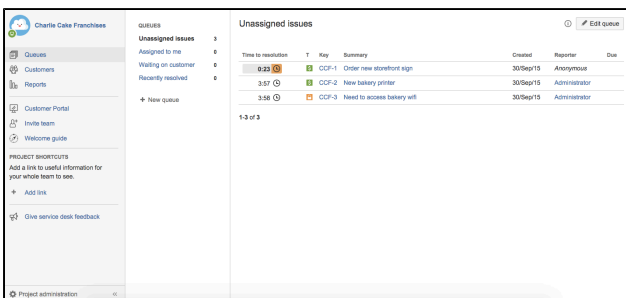 Charlie Cake Franchises
Queues
Customers
Reports
Customer Portal
Invite team
Welcome guide
PROJECT SHORTCUTS
Add a link to useful information for
your whole team to see.
+ Add link
Give service desk feedback
Project administration «
QUEUES
Unassigned issues 3
Assigned to me 0
Waiting on customer 0
Recently resolved 0
+ New queue
Unassigned issues
Edit queue
Time to resolution T Key Summary Created Reporter Due
0:23 CCF-1 Order new storefront sign 30/Sep/15 Anonymous
3:57 CCF-2 New bakery printer 30/Sep/15 Administrator
3:58 CCF-3 Need to access bakery wifi 30/Sep/15 Administrator
1-3 of 3